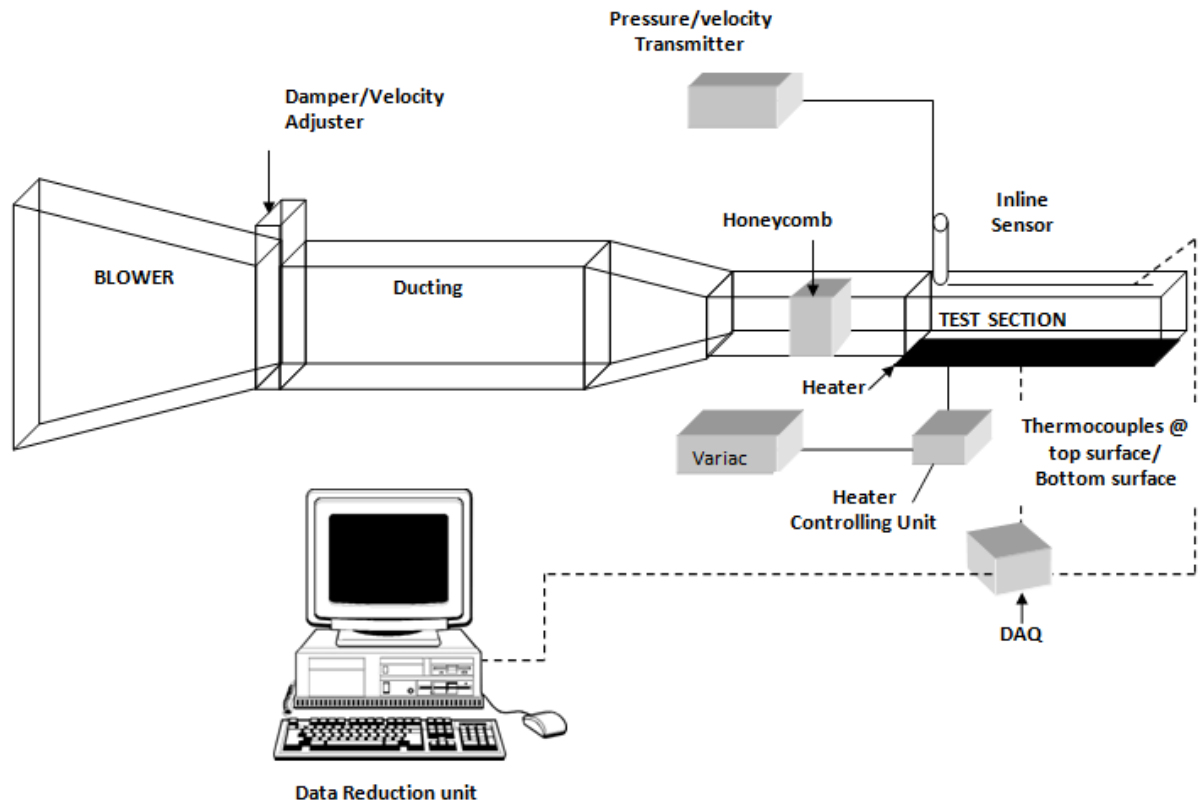 Pressure/velocity
Transmitter
Damper/Velocity
Adjuster
Inline
Sensor
Honeycomb
BLOWER
Ducting
TEST SECTION
Heater
Variac
Thermocouples @
top surface/
Bottom surface
Heater
Controlling Unit
DAQ
Data Reduction unit